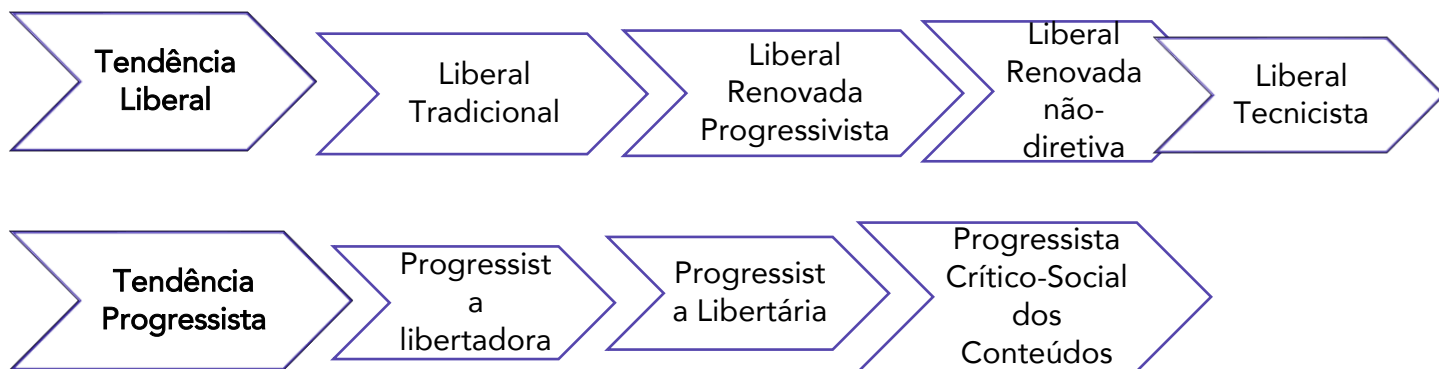 Tendência
Liberal
Liberal
Tradicional
Liberal
Renovada
Progressivista
Liberal
Renovada
não-
diretiva
Liberal
Tecnicista
Tendência
Progressista
Progressist
a
libertadora
Progressist
a Libertária
Progressista
Crítico-Social
dos
Conteúdos